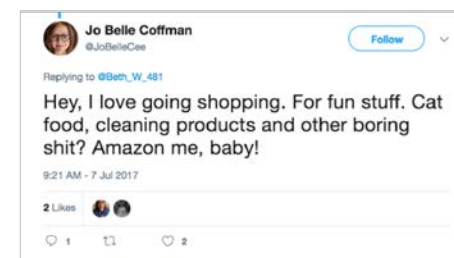 Jo Belle Coffman
@JoBelleCee
Follow
Replying to @Beth_W_481
Hey, I love going shopping. For fun stuff. Cat
food, cleaning products and other boring
shit? Amazon me, baby!
9:21 AM - 7 Jul 2017
2 Likes
1
2